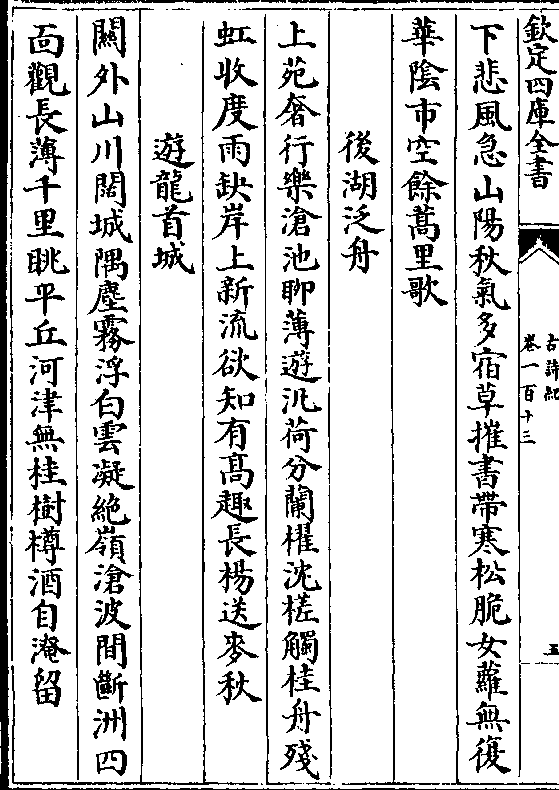 欽定四庫全書
古詩紀
卷一百十三
五
下悲風急山陽秋氣多宿草摧書帶寒松脆女蘿無復
華陰市空餘蒿里歌
後湖泛舟
上苑奢行樂滄池聊薄遊汎荷分蘭櫂沈槎觸桂舟殘
虹收度雨缺岸上新流欲知有髙趣長楊送麥秋
遊龍首城
闗外山川闊城隅塵霧浮白雲凝絶嶺滄波間斷洲四
面觀長薄千里眺平丘河津無桂樹樽酒自淹留